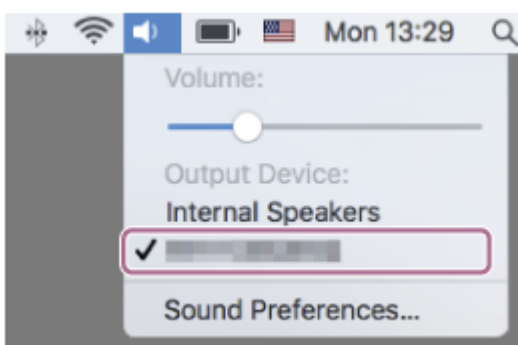 Mon 13:29
Volume:
Output Device:
Internal Speakers
Sound Preferences...